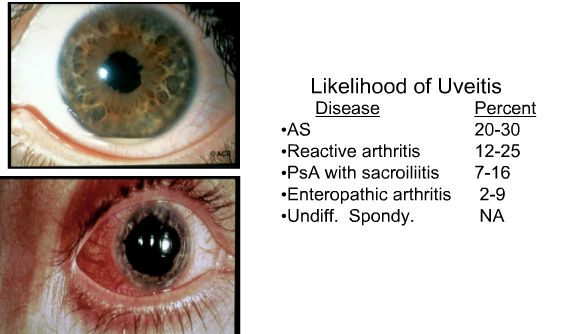 © ACR
Likelihood of Uveitis
Disease Percent
•AS 20-30
•Reactive arthritis 12-25
•PsA with sacroiliitis 7-16
•Enteropathic arthritis 2-9
•Undiff. Spondy. NA